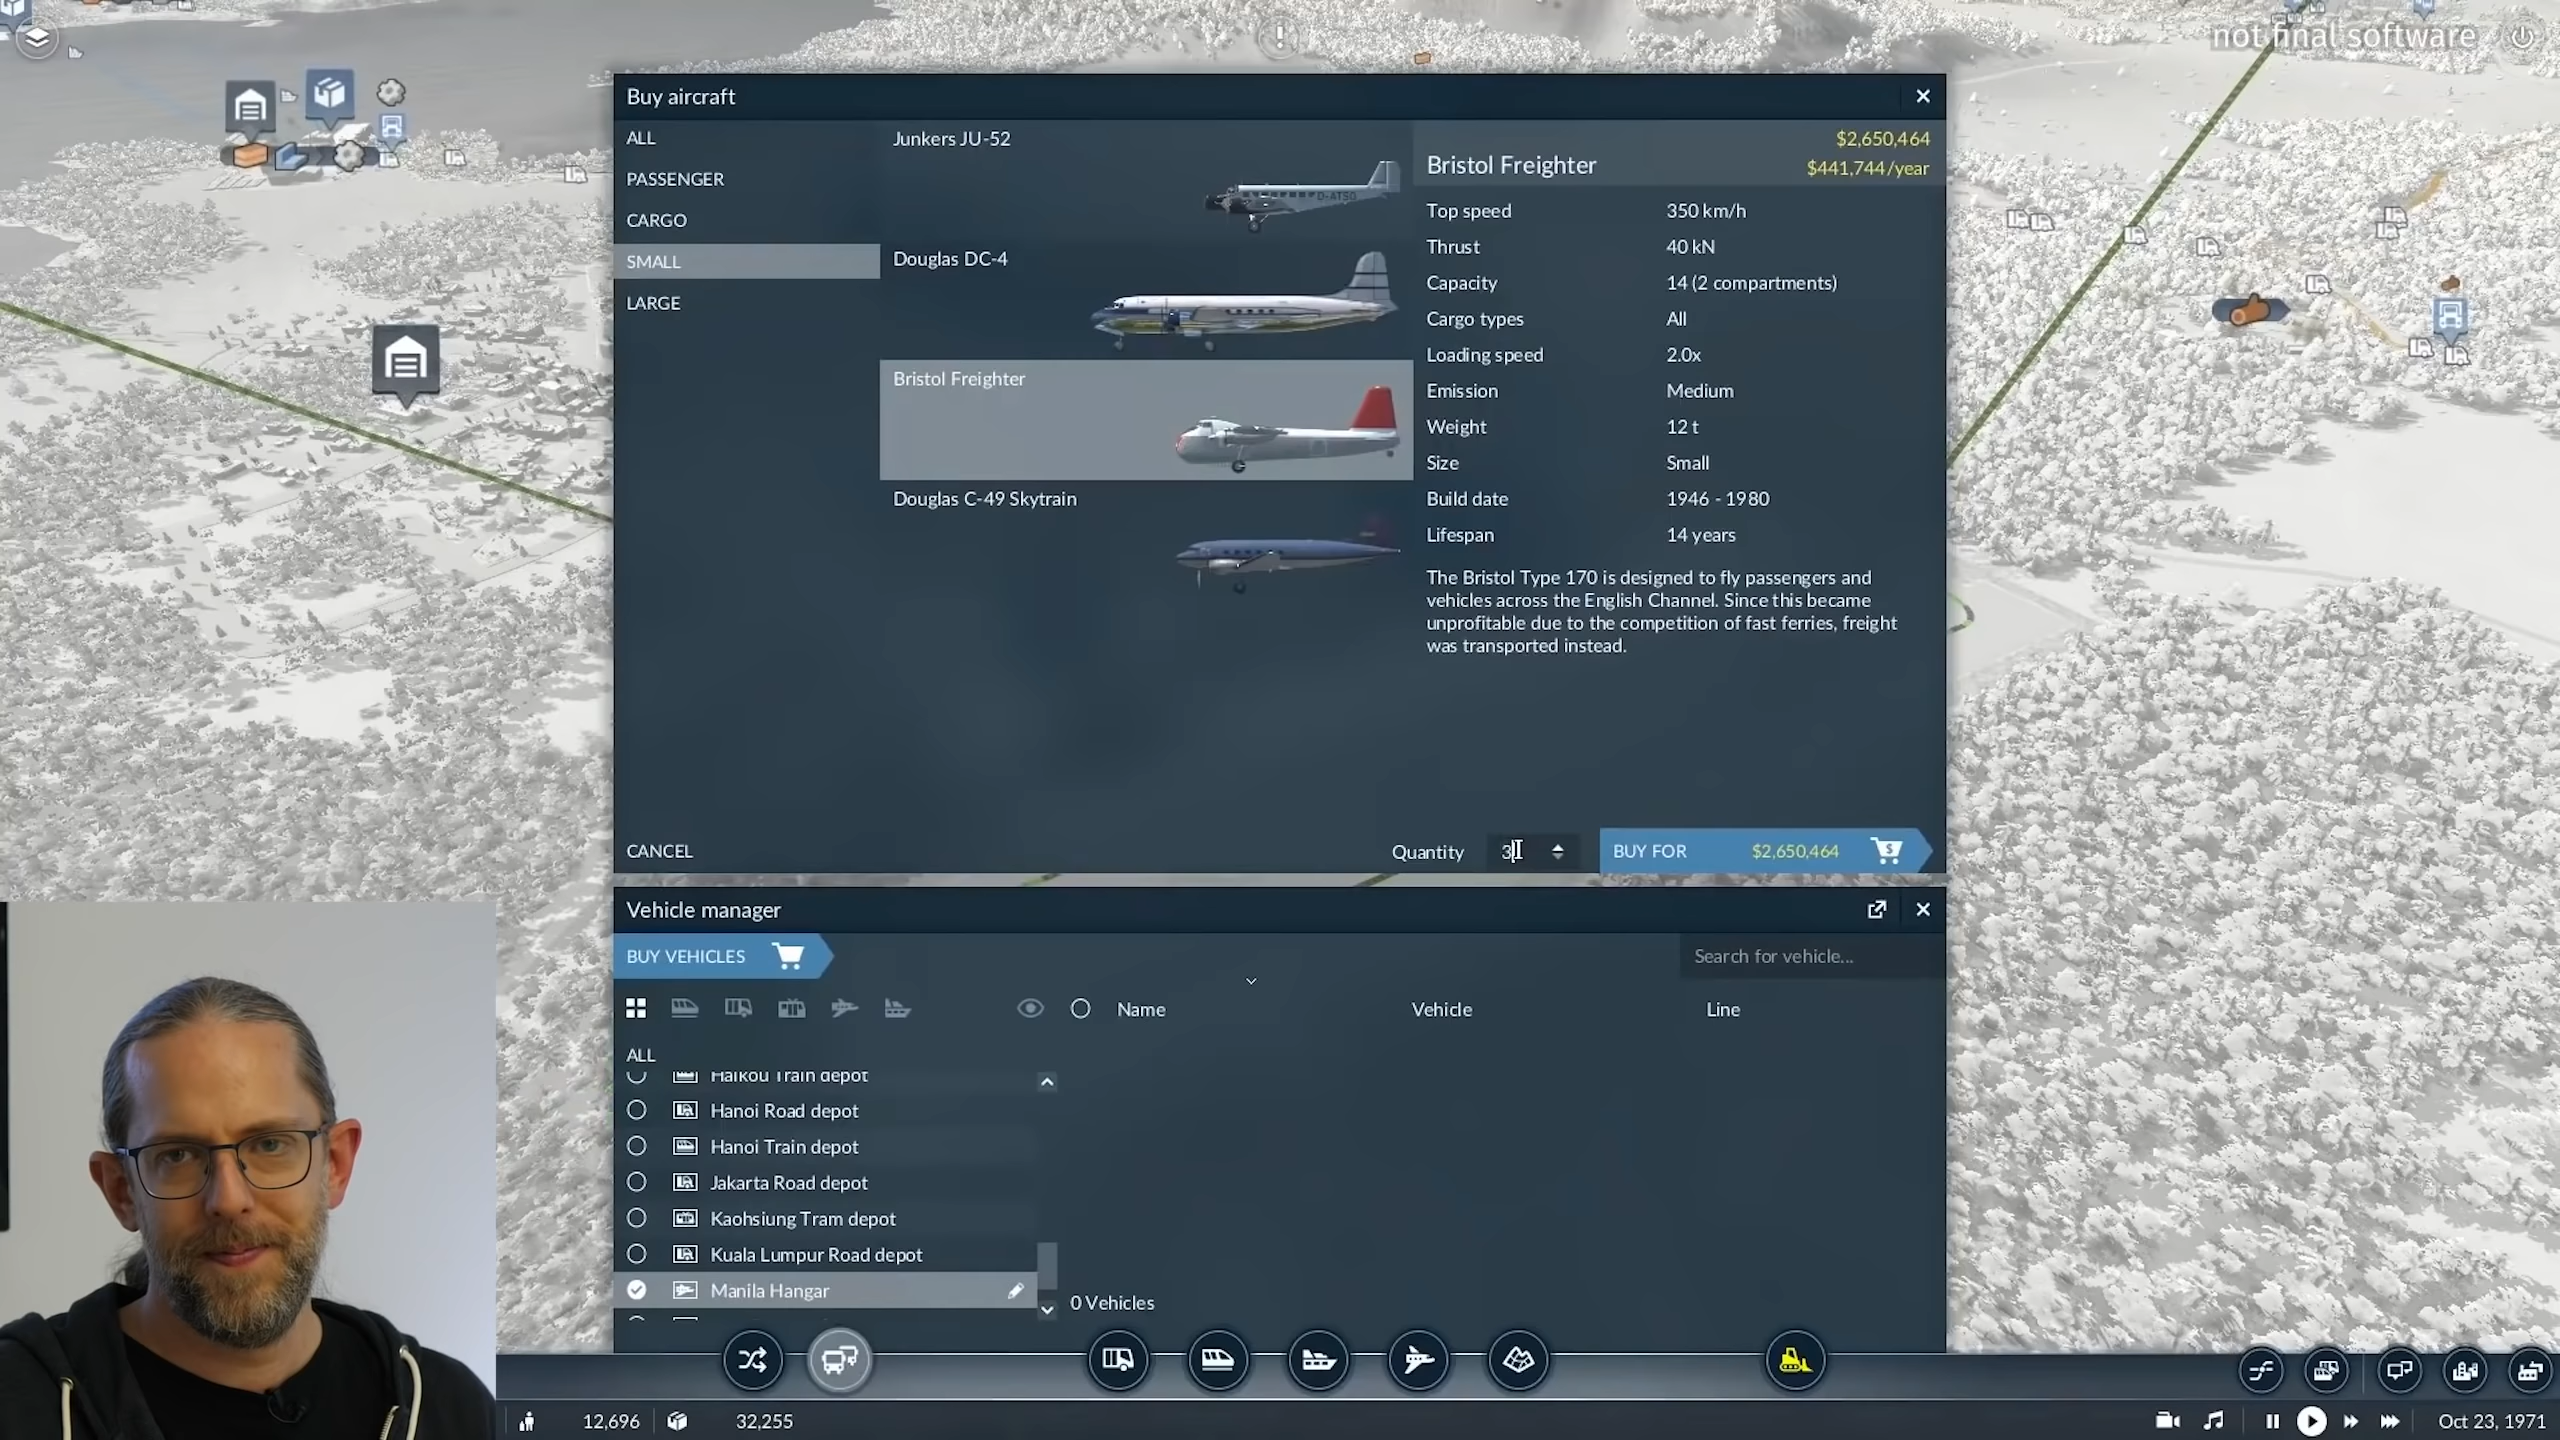 not final software
Buy aircraft
ALL
PASSENGER
CARGO
SMALL
LARGE
Junkers JU-52
D-ATSO
Douglas DC-4
Bristol Freighter
Douglas C-49 Skytrain
Bristol Freighter
$2,650,464
$441,744/year
Top speed 350 km/h
Thrust 40 kN
Capacity 14 (2 compartments)
Cargo types All
Loading speed 2.0x
Emission Medium
Weight 12 t
Size Small
Build date 1946 - 1980
Lifespan 14 years
The Bristol Type 170 is designed to fly passengers and
vehicles across the English Channel. Since this became
unprofitable due to the competition of fast ferries, freight
was transported instead.
CANCEL
Quantity 3
BUY FOR $2,650,464
Vehicle manager
BUY VEHICLES
Search for vehicle...
Name Vehicle Line
ALL
Haikou Train depot
Hanoi Road depot
Hanoi Train depot
Jakarta Road depot
Kaohsiung Tram depot
Kuala Lumpur Road depot
Manila Hangar
0 Vehicles
12,696
32,255
Oct 23, 1971